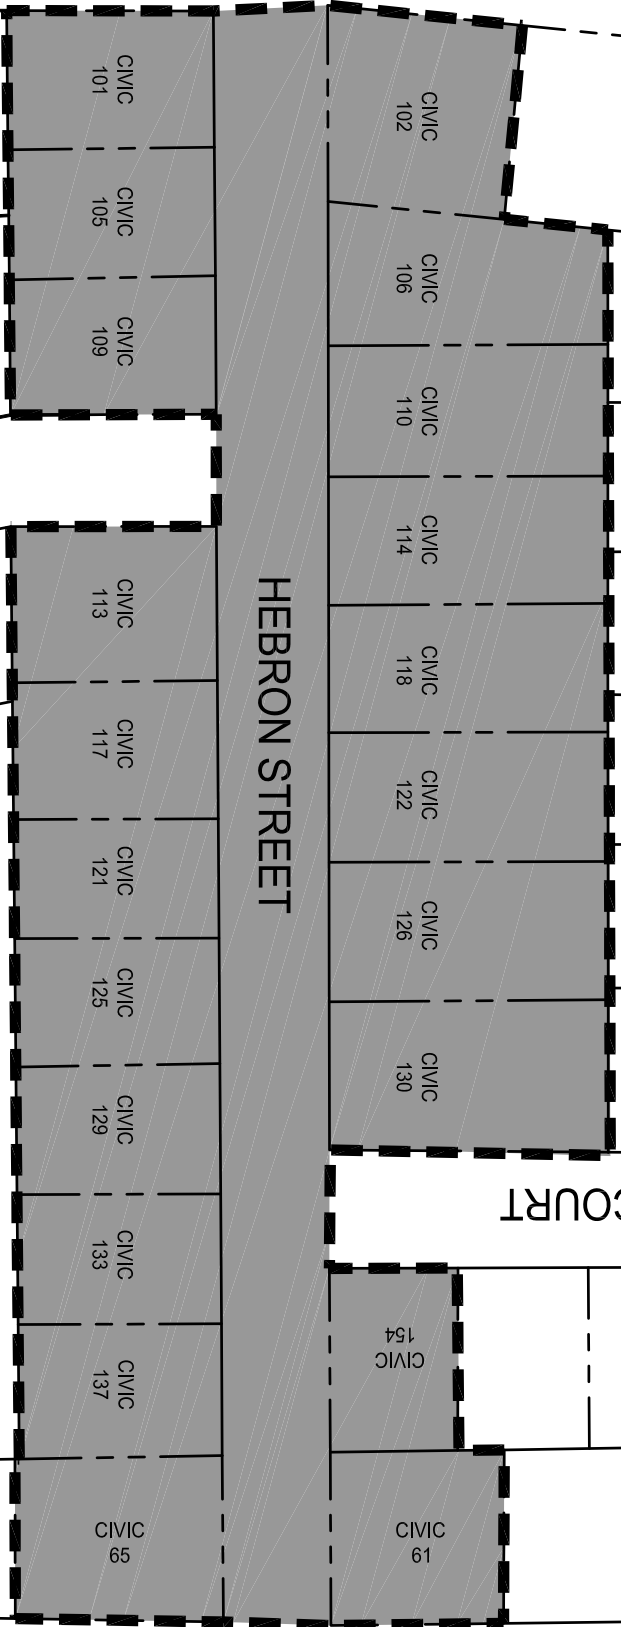 CIVIC
101
CIVIC
105
CIVIC
109
CIVIC
113
CIVIC
117
CIVIC
121
CIVIC
125
CIVIC
129
CIVIC
133
CIVIC
137
CIVIC
65
HEBRON STREET
CIVIC
102
CIVIC
106
CIVIC
110
CIVIC
114
CIVIC
118
CIVIC
122
CIVIC
126
CIVIC
130
COURT
CIVIC
154
CIVIC
61